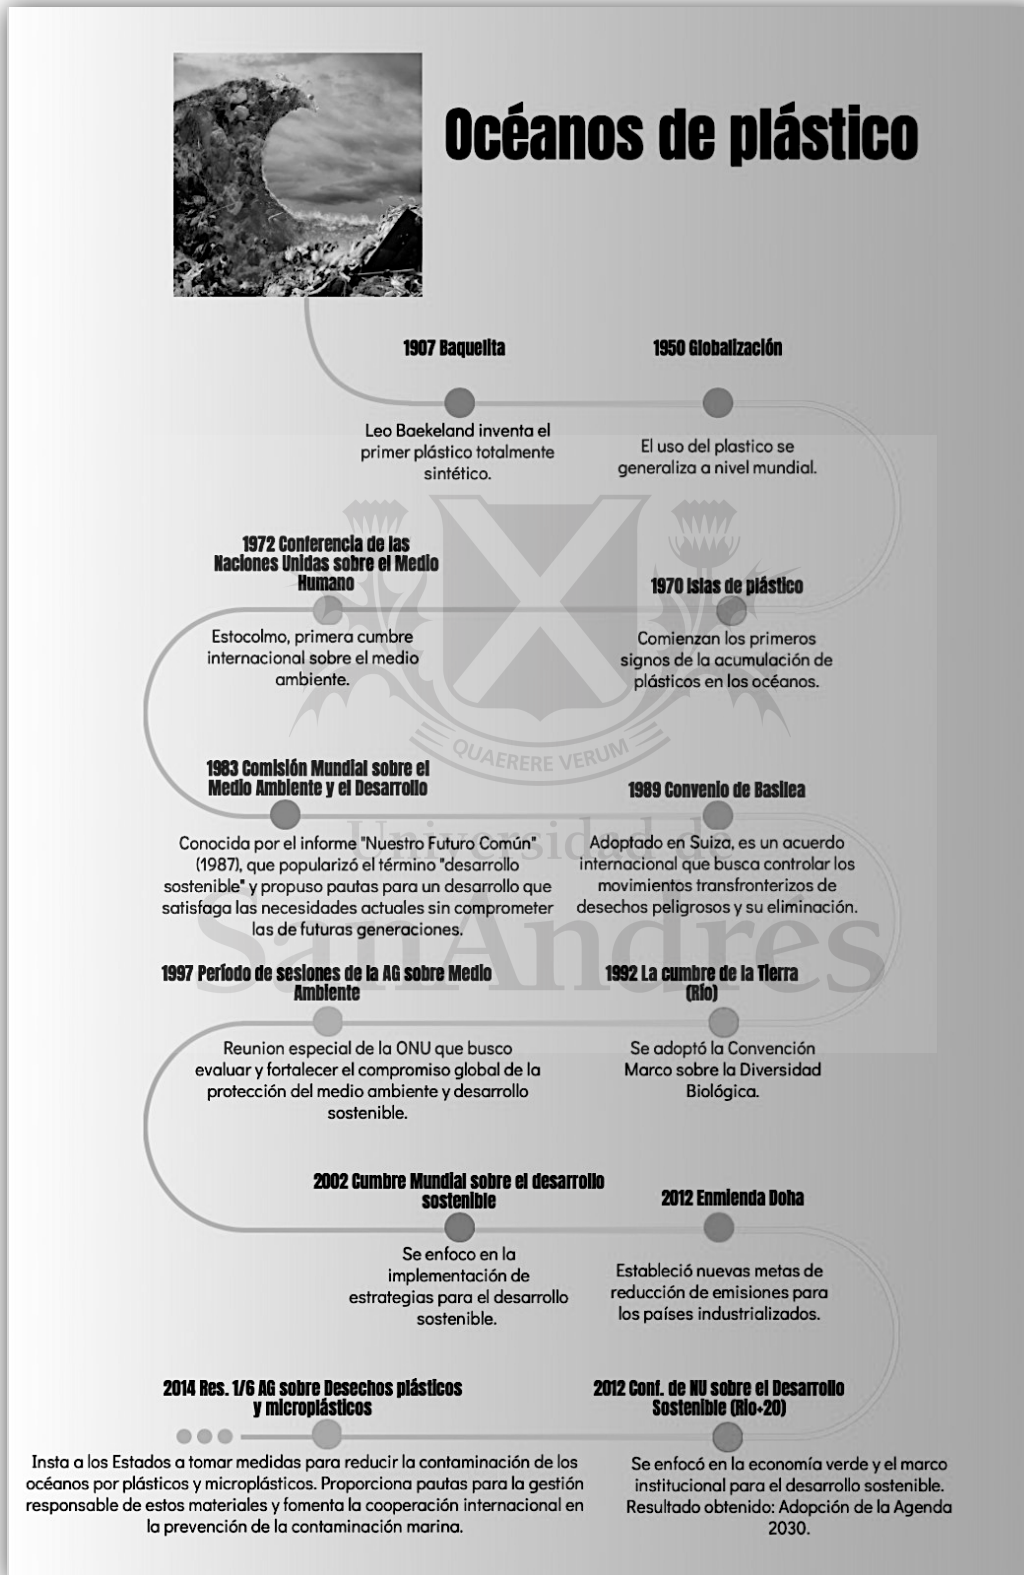 Océanos de plástico
1907 Baquelita
Leo Baekeland inventa el
primer plástico totalmente
sintético.
1950 Globalización
El uso del plastico se
generaliza a nivel mundial.
1970 Islas de plástico
Comienzan los primeros
signos de la acumulación de
plásticos en los océanos.
1972 Conferencia de las
Naciones Unidas sobre el Medio
Humano
Estocolmo, primera cumbre
internacional sobre el medio
ambiente.
QUAERERE VERUM
Universidad de
SanAndrés
1983 Comisión Mundial sobre el
Medio Ambiente y el Desarrollo
Conocida por el informe "Nuestro Futuro Común"
(1987), que popularizó el término "desarrollo
sostenible" y propuso pautas para un desarrollo que
satisfaga las necesidades actuales sin comprometer
las de futuras generaciones.
1989 Convenio de Basilea
Adoptado en Suiza, es un acuerdo
internacional que busca controlar los
movimientos transfronterizos de
desechos peligrosos y su eliminación.
1992 La cumbre de la Tierra
(Río)
Se adoptó la Convención
Marco sobre la Diversidad
Biológica.
1997 Período de sesiones de la AG sobre Medio
Ambiente
Reunion especial de la ONU que busco
evaluar y fortalecer el compromiso global de la
protección del medio ambiente y desarrollo
sostenible.
2002 Cumbre Mundial sobre el desarrollo
sostenible
Se enfoco en la
implementación de
estrategias para el desarrollo
sostenible.
2012 Enmienda Doha
Estableció nuevas metas de
reducción de emisiones para
los países industrializados.
2012 Conf. de NU sobre el Desarrollo
Sostenible (Rio+20)
Se enfocó en la economía verde y el marco
institucional para el desarrollo sostenible.
Resultado obtenido: Adopción de la Agenda
2030.
2014 Res. 1/6 AG sobre Desechos plásticos
y microplásticos
Insta a los Estados a tomar medidas para reducir la contaminación de los
océanos por plásticos y microplásticos. Proporciona pautas para la gestión
responsable de estos materiales y fomenta la cooperación internacional en
la prevención de la contaminación marina.